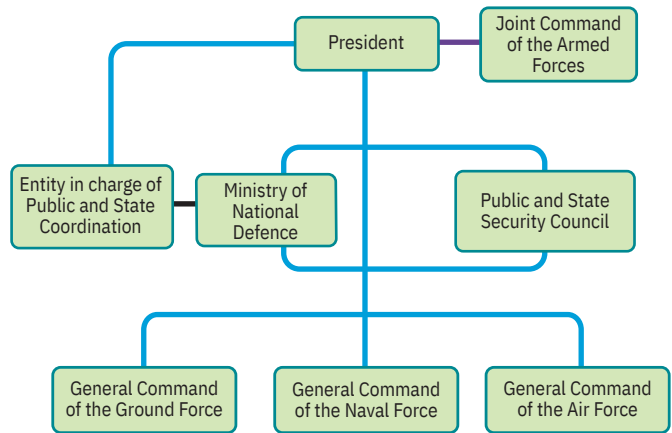 President
Joint Command
of the Armed
Forces
Entity in charge of
Public and State
Coordination
Ministry of
National
Defence
Public and State
Security Council
General Command
of the Ground Force
General Command
of the Naval Force
General Command
of the Air Force